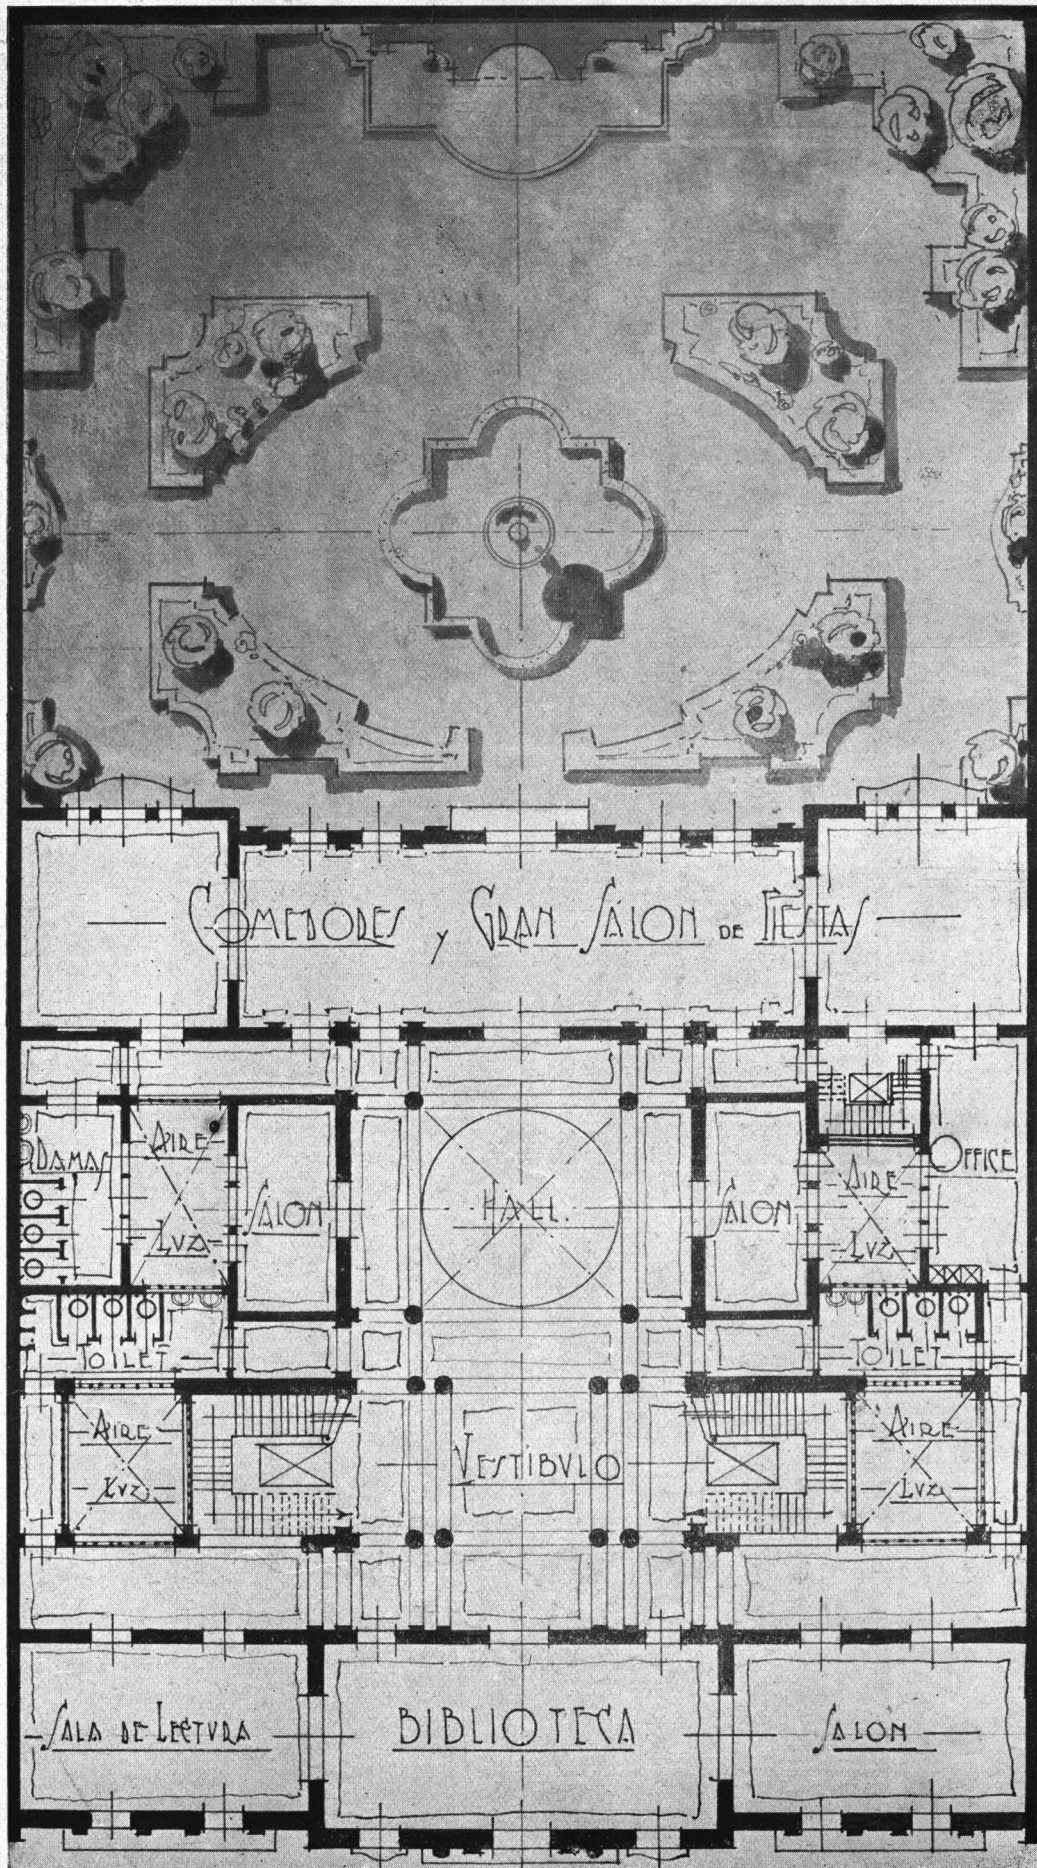 COMEDORES Y GRAN SALON DE FIESTAS
DAMAS
AIRE
LUZ
SALON
HALL.
SALON
AIRE
LUZ
OFFICE
TOILET
TOILET
AIRE
LUZ
VESTÍBULO
AIRE
LUZ
SALA DE LECTURA
BIBLIOTECA
SALON